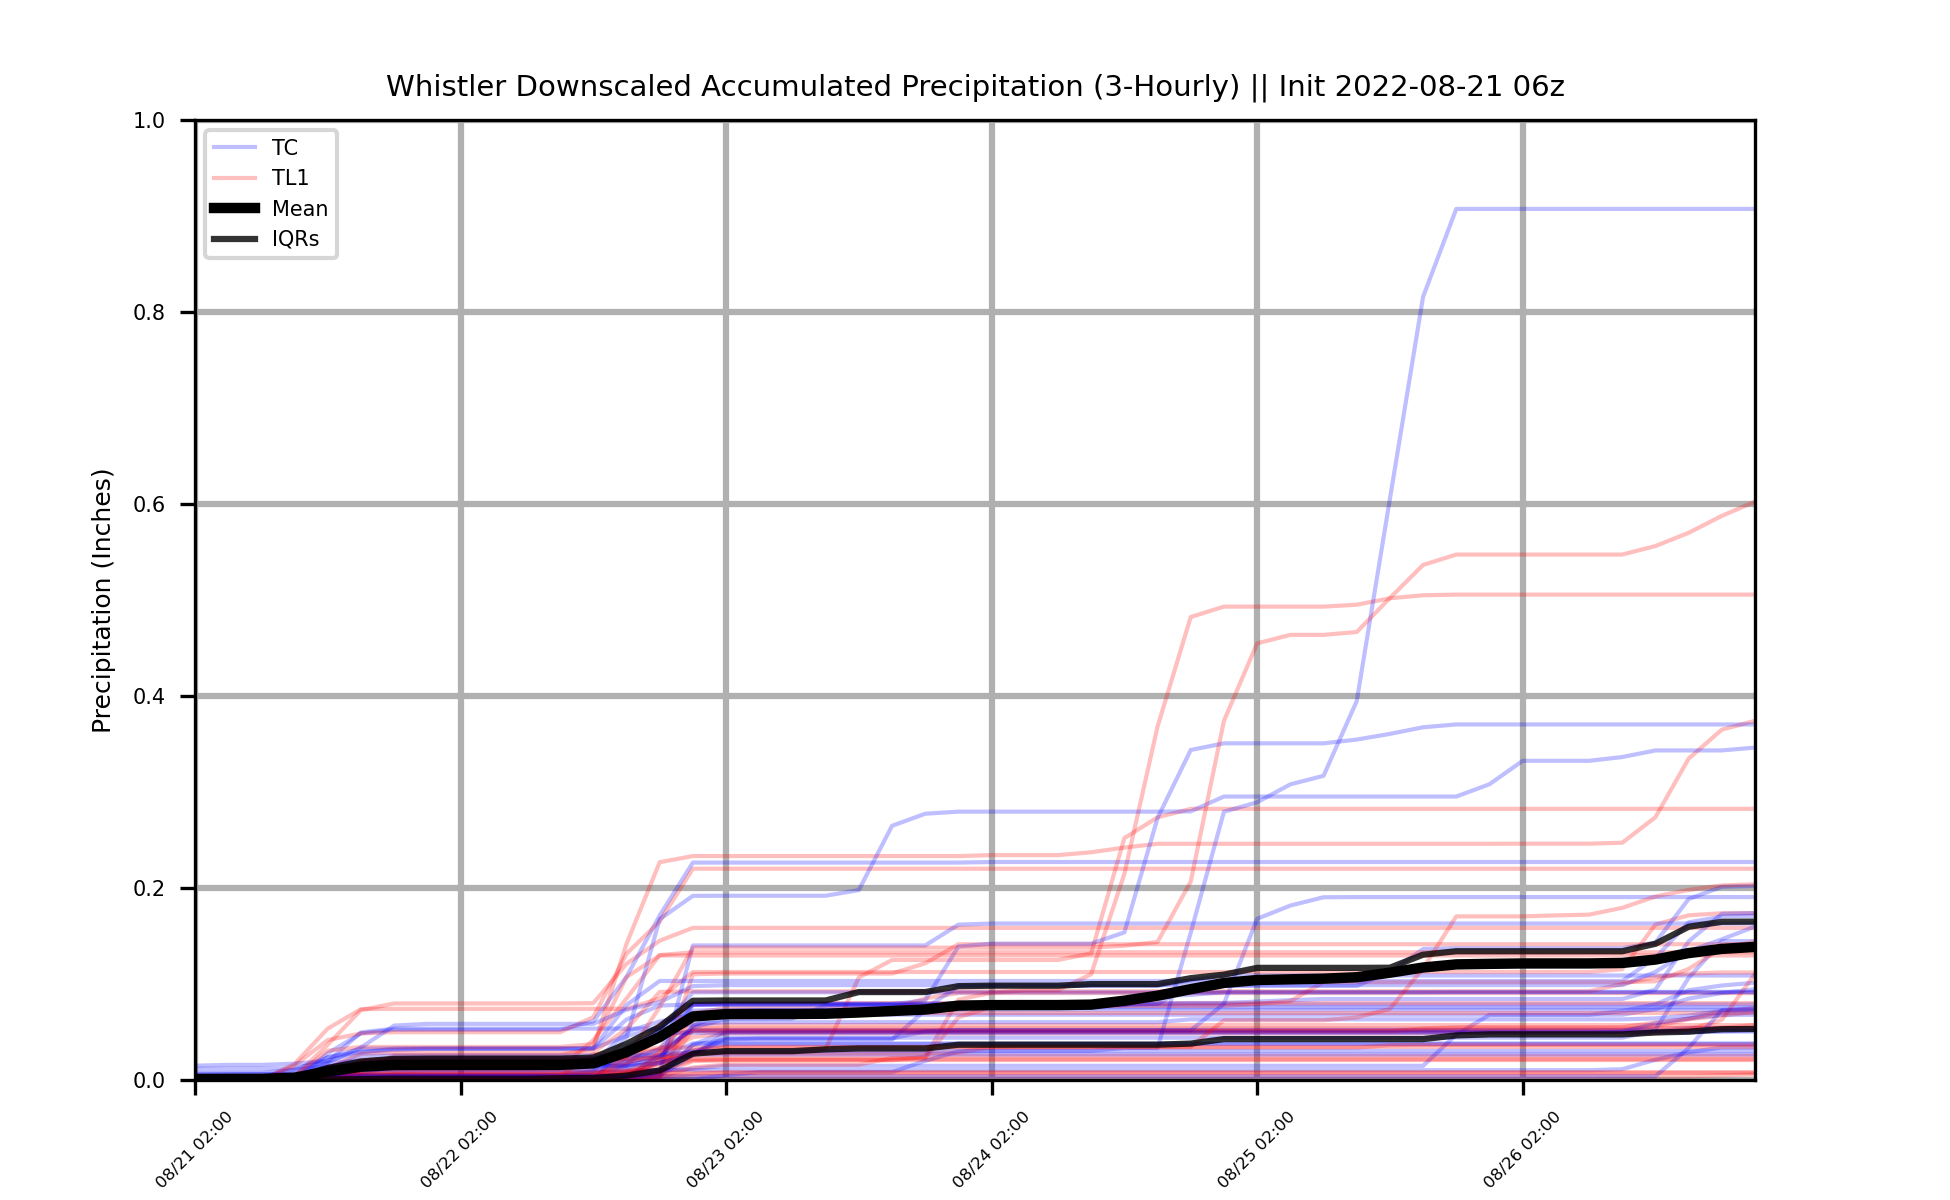 Whistler Downscaled Accumulated Precipitation (3-Hourly) || Init 2022-08-21 06z
TC
TL1
Mean
IQRs
Precipitation (Inches)
1.0
0.8
0.6
0.4
0.2
0.0
08/21 02:00
08/22 02:00
08/23 02:00
08/24 02:00
08/25 02:00
08/26 02:00